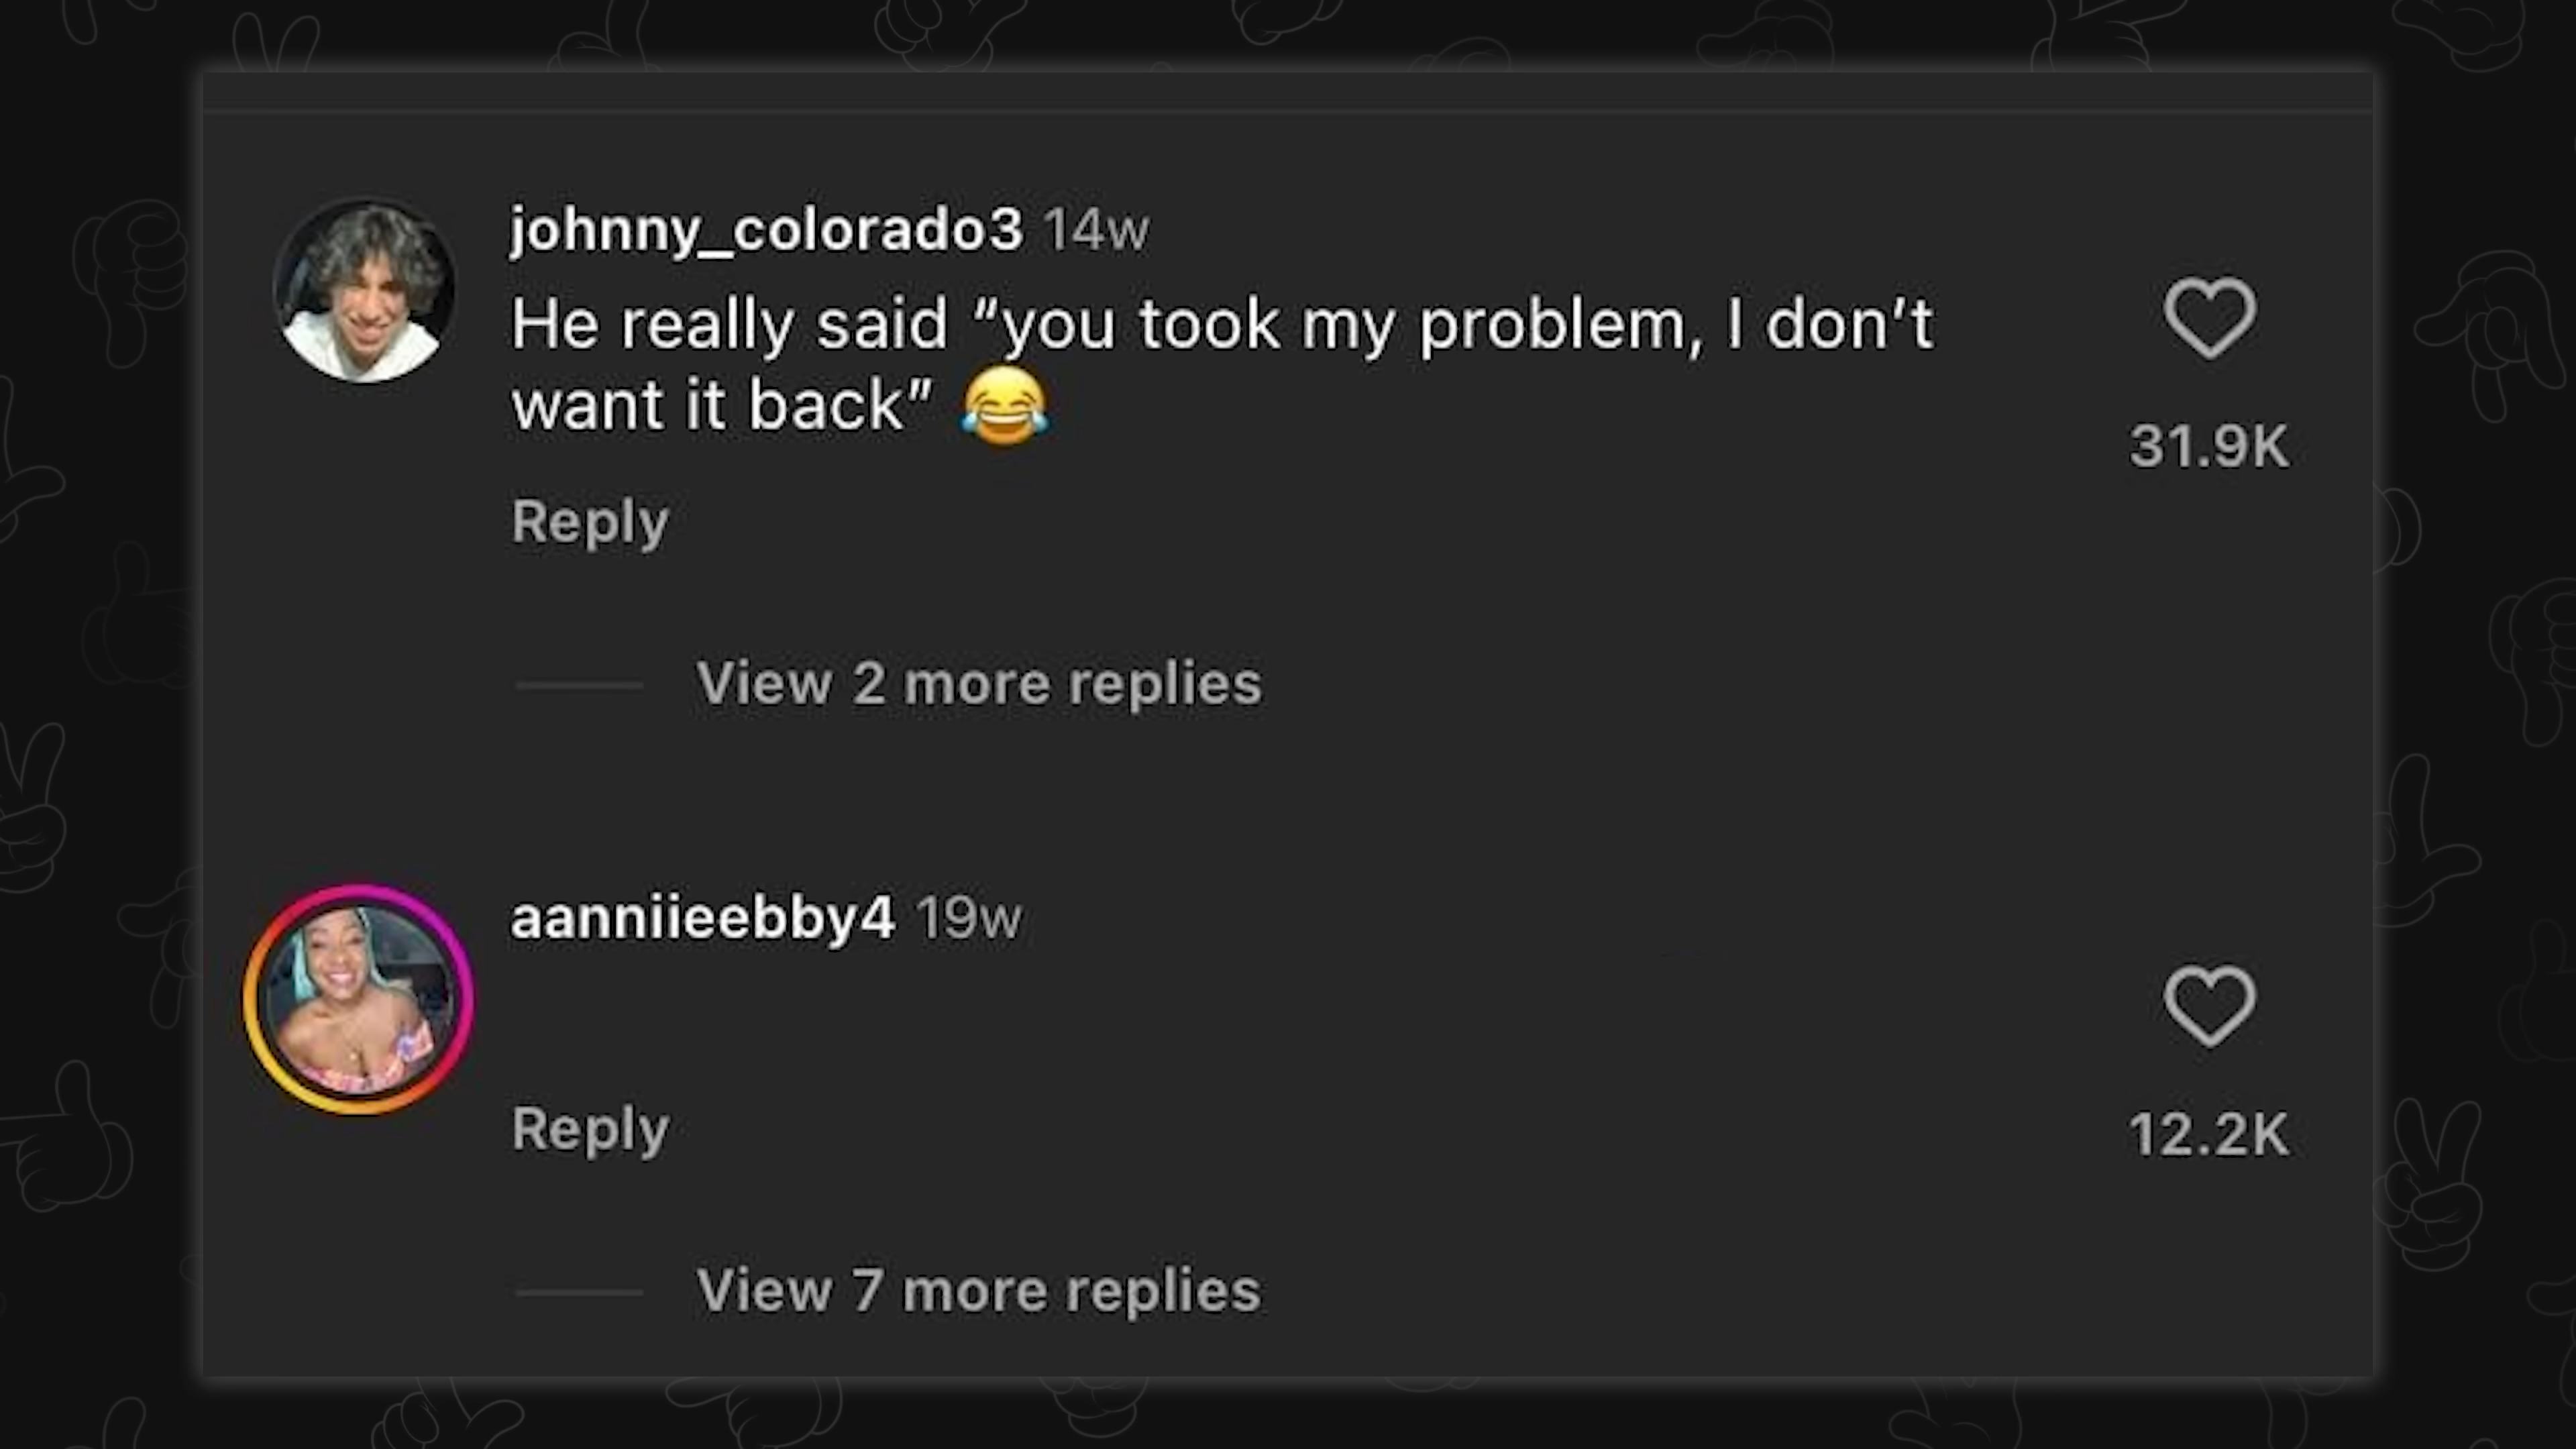 johnny_colorado3 14w
He really said "you took my problem, I don't
want it back" 😂
31.9K
Reply
View 2 more replies
aanniieebby4 19w
Reply
12.2K
View 7 more replies